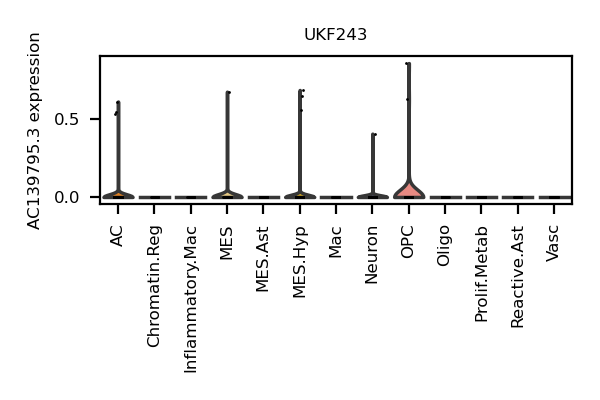 UKF243
AC139795.3 expression
0.5
0.0
AC
Chromatin.Reg
Inflammatory.Mac
MES
MES.Ast
MES.Hyp
Mac
Neuron
OPC
Oligo
Prolif.Metab
Reactive.Ast
Vasc